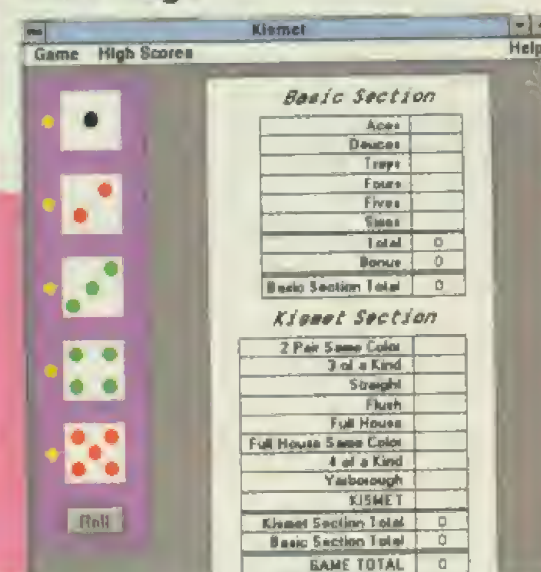 Kismet
Game High Scores Help
Basic Section
Aces
Deuces
Treys
Fours
Fives
Sixes
Total 0
Bonus 0
Basic Section Total 0
Kismet Section
2 Pair Same Color
3 of a Kind
Straight
Flush
Full House
Full House Same Color
4 of a Kind
Yarborough
KISMET
Kismet Section Total 0
Basic Section Total 0
GAME TOTAL 0
Roll